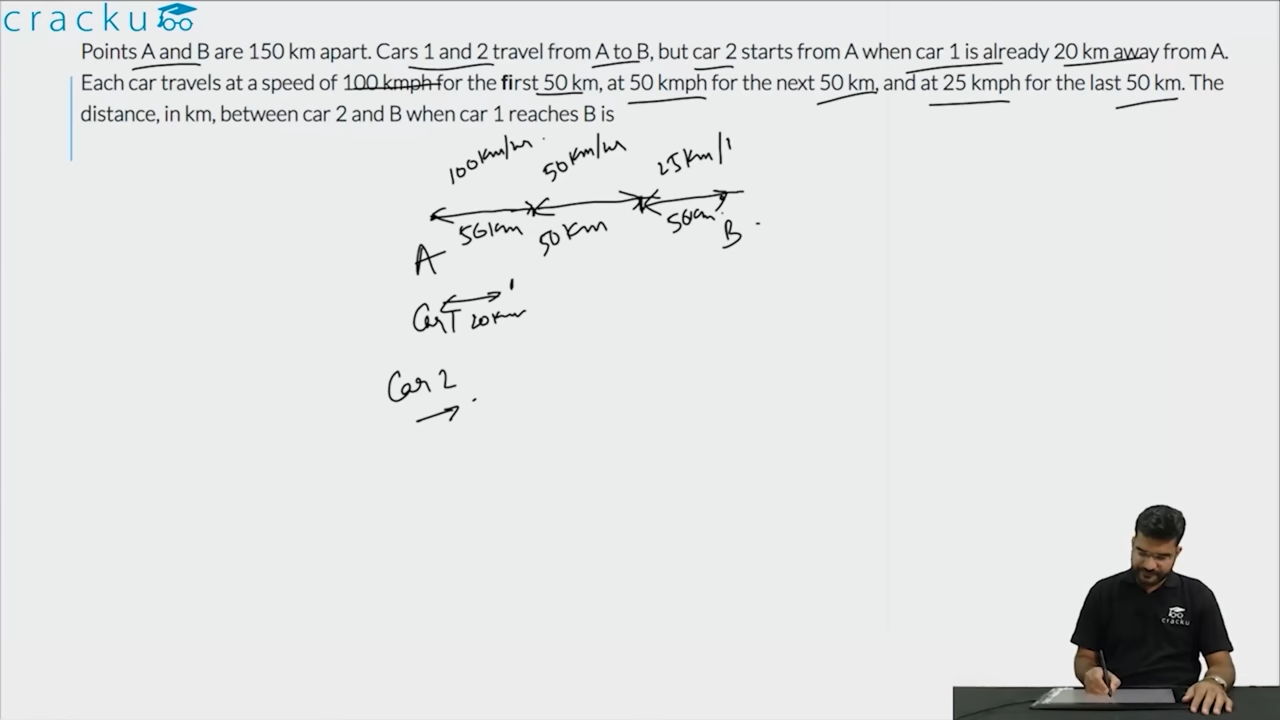 cracku
Points A and B are 150 km apart. Cars 1 and 2 travel from A to B, but car 2 starts from A when car 1 is already 20 km away from A.
Each car travels at a speed of 100 kmph for the first 50 km, at 50 kmph for the next 50 km, and at 25 kmph for the last 50 km. The
distance, in km, between car 2 and B when car 1 reaches B is
100km/hr 50km/hr 25km/
50km 50km 50km
A B
Car 1 20km
Car 2
cracku